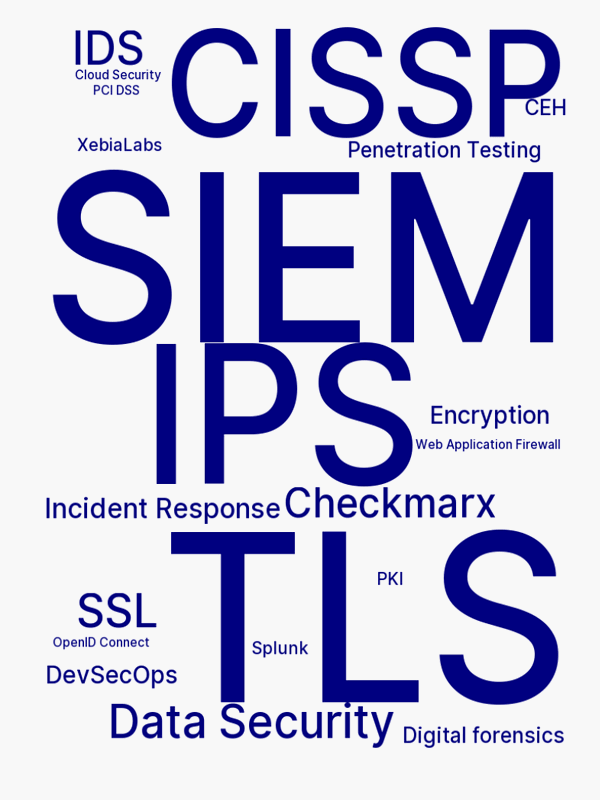 IDS
CISSP
Cloud Security
PCI DSS
CEH
XebiaLabs
Penetration Testing
SIEM
IPS
Encryption
Web Application Firewall
Incident Response
Checkmarx
TLS
PKI
SSL
OpenID Connect
Splunk
DevSecOps
Data Security
Digital forensics